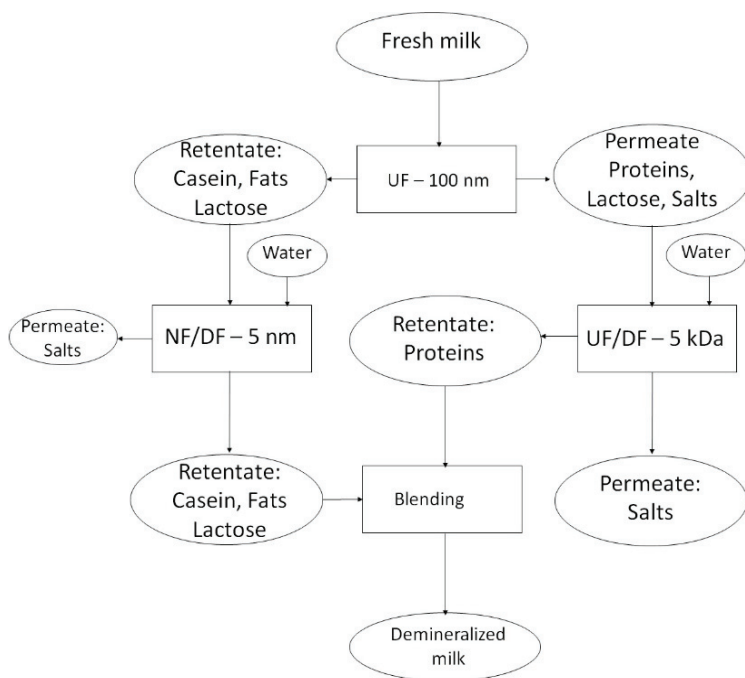 Fresh milk
Retentate:
Casein, Fats
Lactose
UF – 100 nm
Permeate
Proteins,
Lactose, Salts
Water
Water
Permeate:
Salts
NF/DF – 5 nm
Retentate:
Proteins
UF/DF – 5 kDa
Retentate:
Casein, Fats
Lactose
Blending
Permeate:
Salts
Demineralized
milk